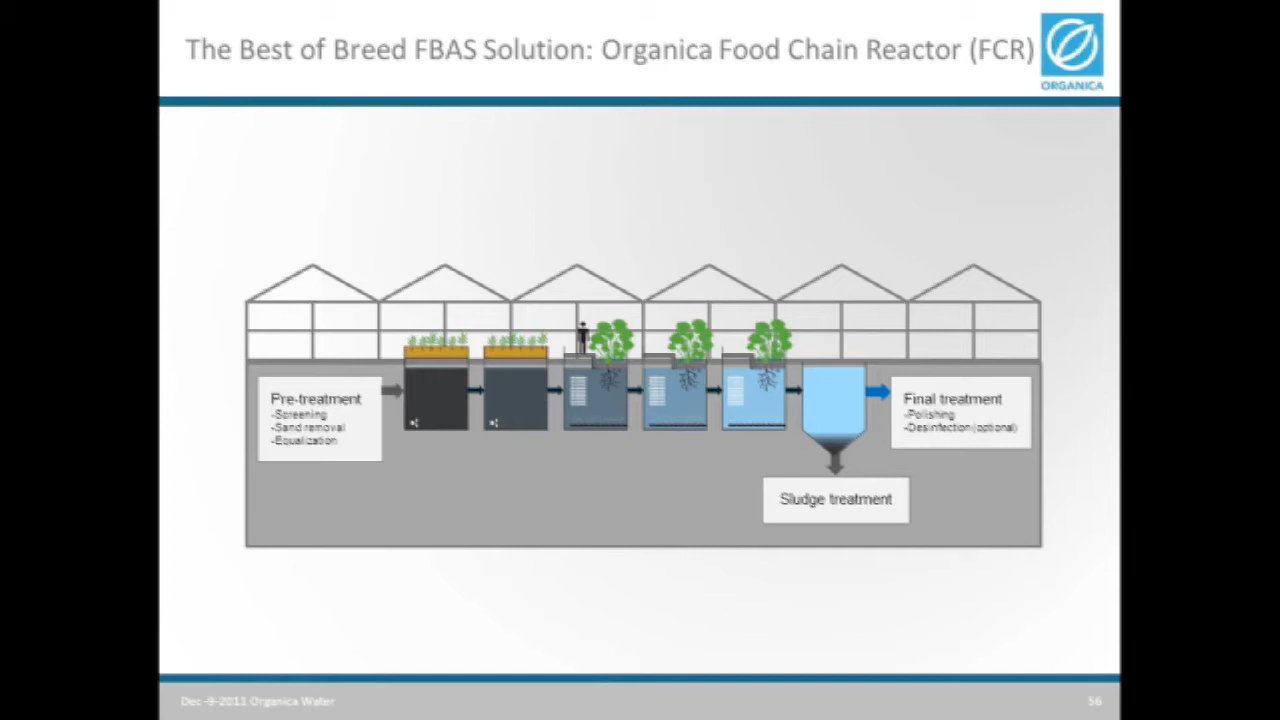 The Best of Breed FBAS Solution: Organica Food Chain Reactor (FCR)
ORGANICA
Pre-treatment
-Screening
-Sand removal
-Equalization
Final treatment
-Polishing
-Desinfection (optional)
Sludge treatment
Dec -9-2011 Organica Water
56